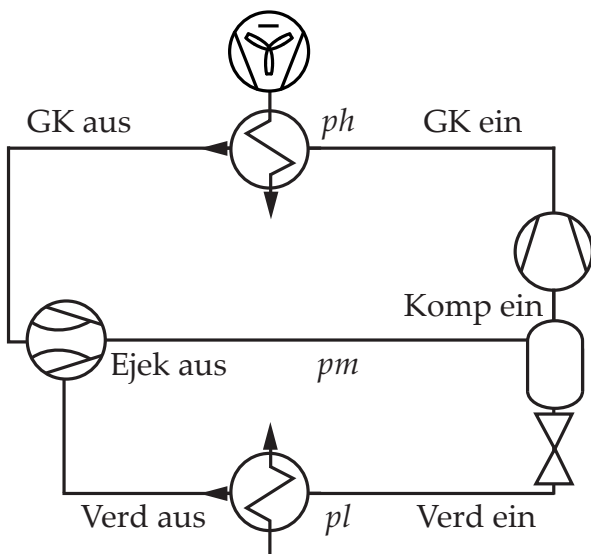 GK aus
ph
GK ein
Komp ein
Ejek aus
pm
Verd aus
pl
Verd ein